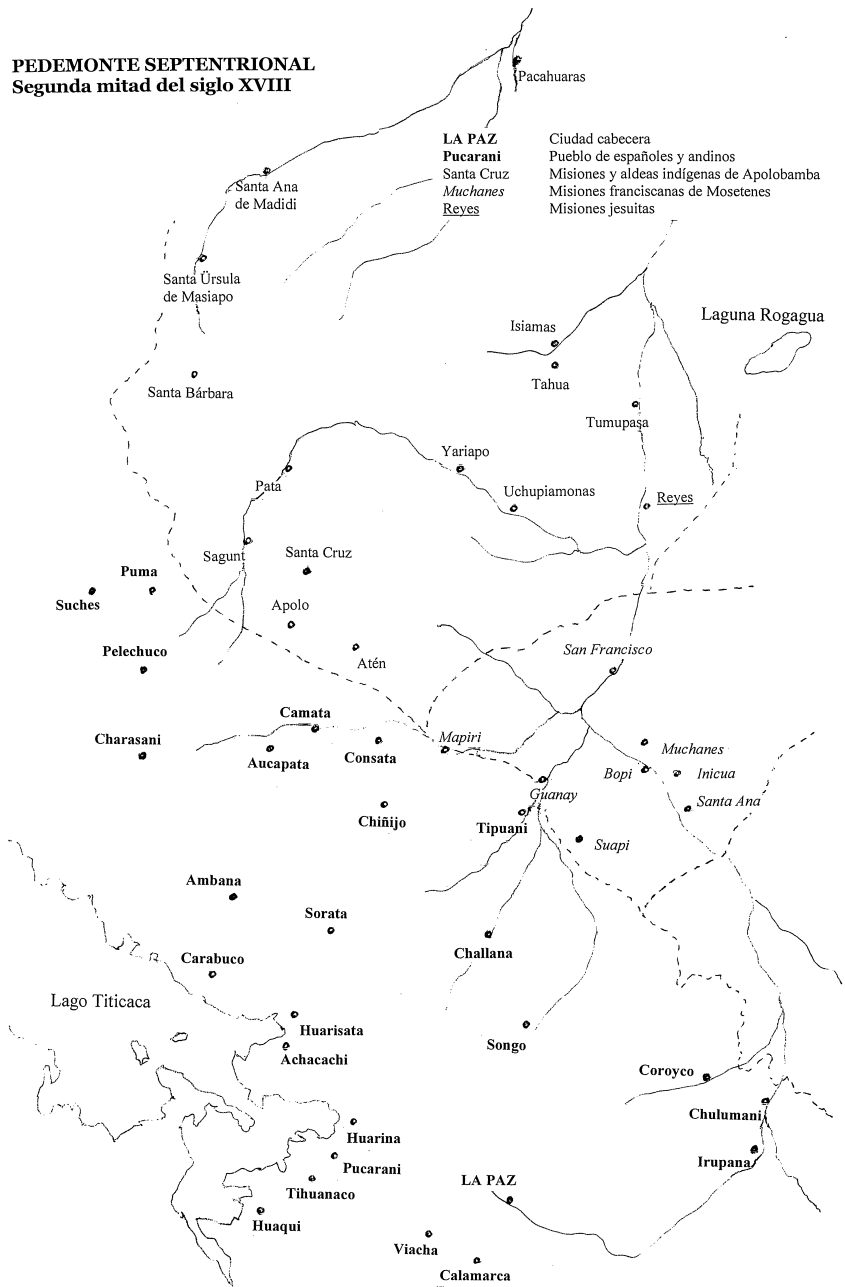 PEDEMONTE SEPTENTRIONAL
Segunda mitad del siglo XVIII
Pacahuaras
LA PAZ Ciudad cabecera
Pucarani Pueblo de españoles y andinos
Santa Cruz Misiones y aldeas indígenas de Apolobamba
Muchanes Misiones franciscanas de Mosetenes
Reyes Misiones jesuitas
Santa Ana
de Madidi
Santa Ürsula
de Masiapo
Laguna Rogagua
Isiamas
Tahua
Santa Bárbara
Tumupasa
Yariapo
Pata
Uchupiamonas
Reyes
Sagunt
Santa Cruz
Puma
Suches
Apolo
Pelechuco
Atén
San Francisco
Camata
Charasani
Mapiri
Aucapata
Consata
Muchanes
Bopi
Inicua
Guanay
Santa Ana
Chiñijo
Tipuani
Suapi
Ambana
Sorata
Challana
Carabuco
Lago Titicaca
Huarisata
Songo
Achacachi
Coroyco
Chulumani
Huarina
Irupana
Pucarani
LA PAZ
Tihuanaco
Huaqui
Viacha
Calamarca